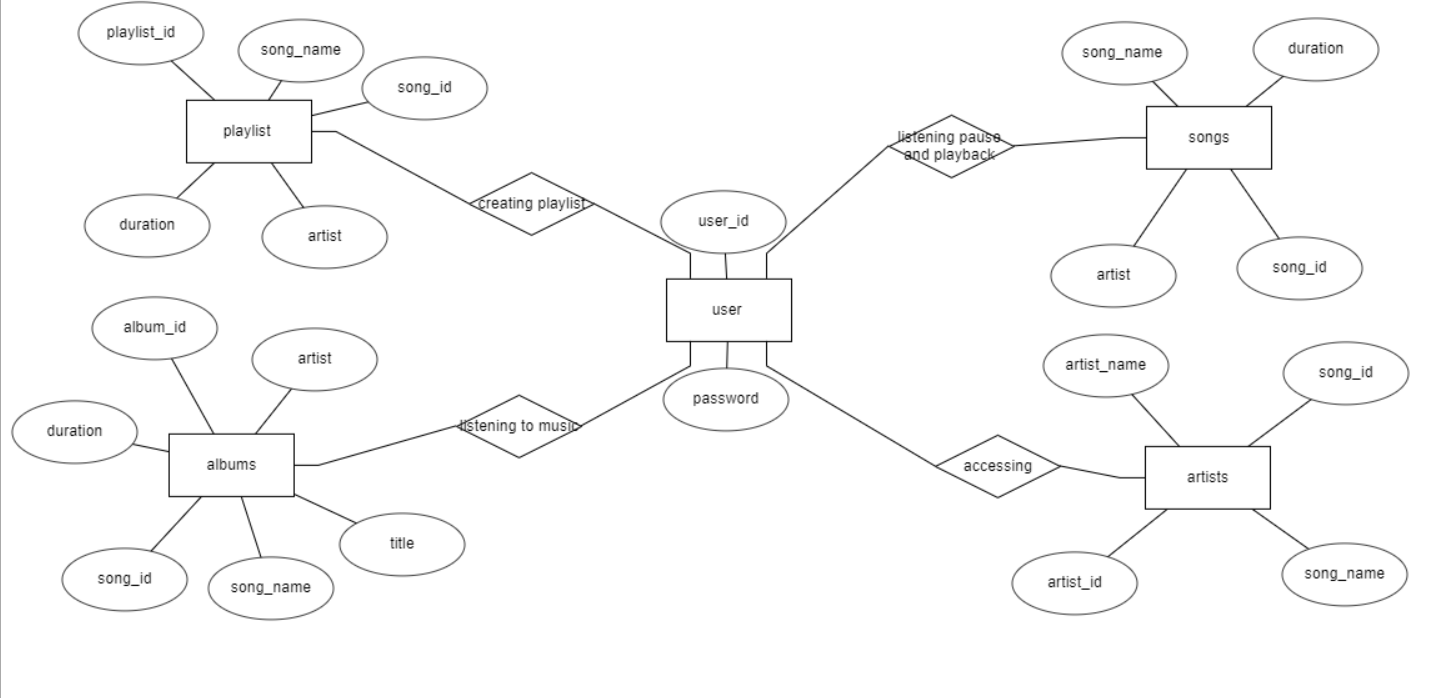 playlist_id
song_name
song_id
playlist
duration
artist
creating playlist
album_id
artist
duration
albums
song_id
song_name
title
listening to music
user_id
user
password
listening pause
and playback
song_name
duration
songs
artist
song_id
accessing
artist_name
song_id
artists
artist_id
song_name